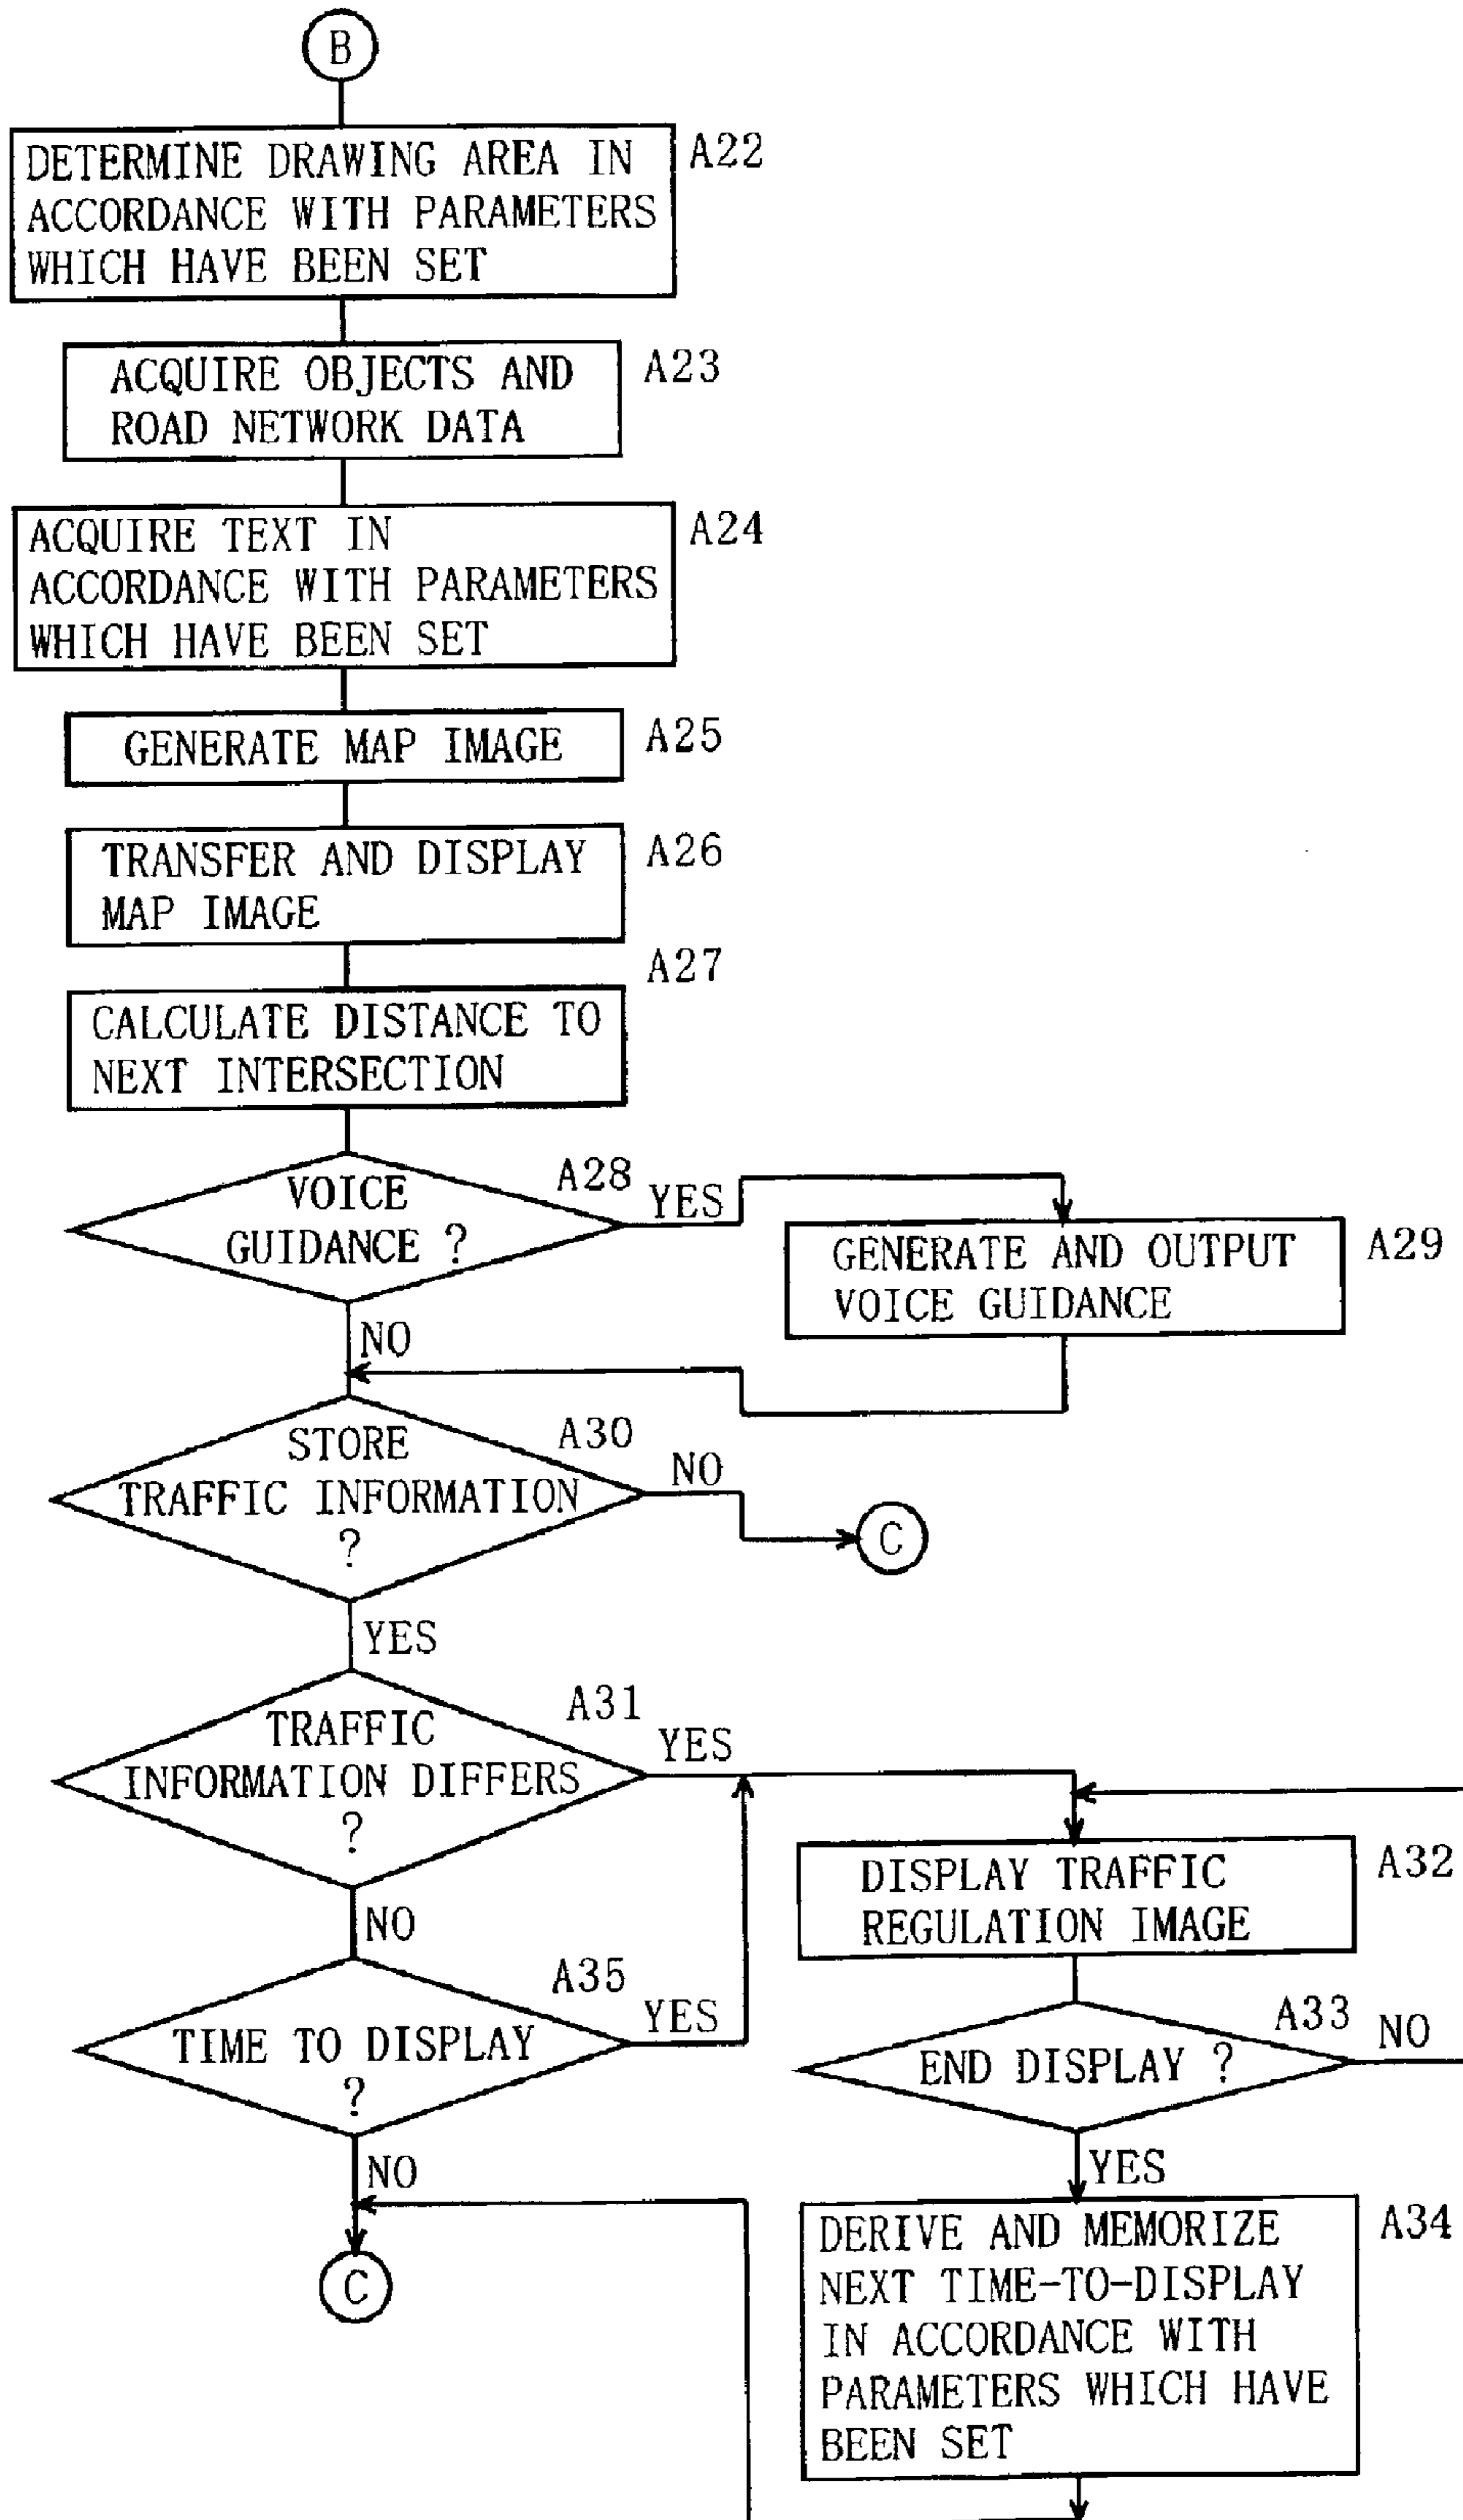 B
DETERMINE DRAWING AREA IN
ACCORDANCE WITH PARAMETERS
WHICH HAVE BEEN SET
A22
ACQUIRE OBJECTS AND
ROAD NETWORK DATA
A23
ACQUIRE TEXT IN
ACCORDANCE WITH PARAMETERS
WHICH HAVE BEEN SET
A24
GENERATE MAP IMAGE
A25
TRANSFER AND DISPLAY
MAP IMAGE
A26
A27
CALCULATE DISTANCE TO
NEXT INTERSECTION
VOICE
GUIDANCE ?
A28
YES
NO
GENERATE AND OUTPUT
VOICE GUIDANCE
A29
STORE
TRAFFIC INFORMATION
?
A30
NO
C
YES
TRAFFIC
INFORMATION DIFFERS
?
A31
YES
NO
DISPLAY TRAFFIC
REGULATION IMAGE
A32
TIME TO DISPLAY
?
A35
YES
NO
C
END DISPLAY ?
A33
NO
YES
DERIVE AND MEMORIZE
NEXT TIME-TO-DISPLAY
IN ACCORDANCE WITH
PARAMETERS WHICH HAVE
BEEN SET
A34